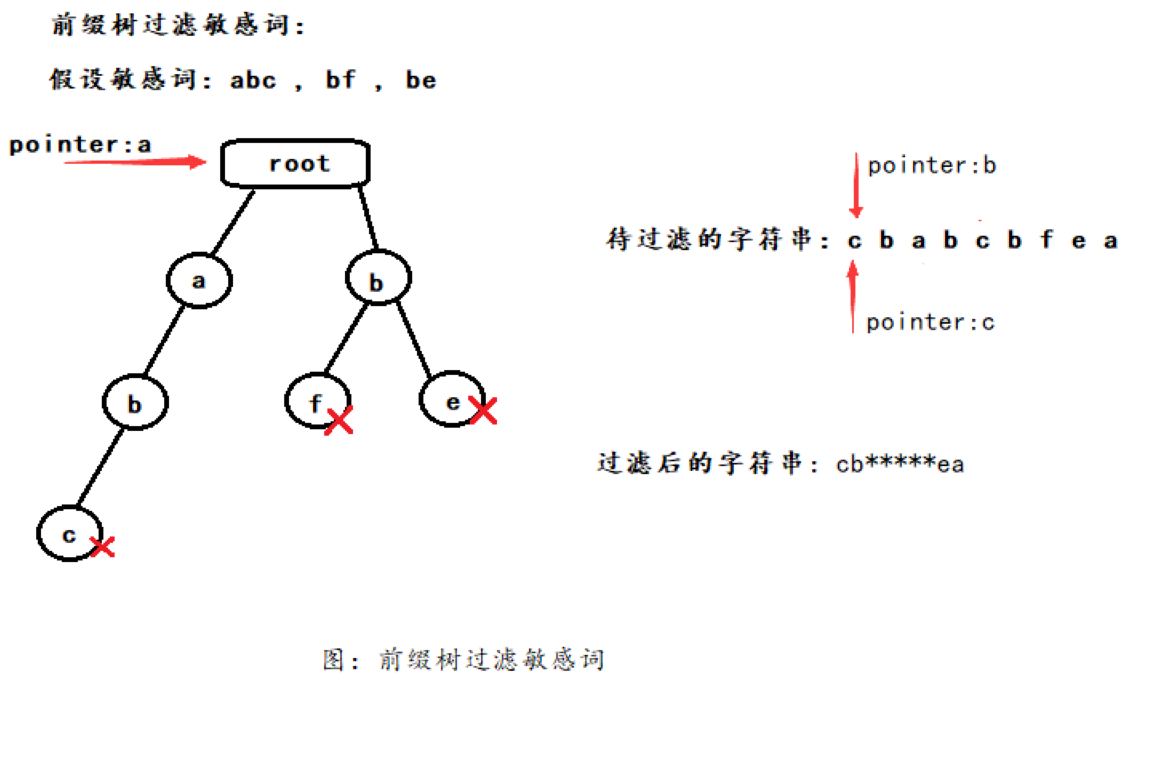 前缀树过滤敏感词：
假设敏感词：abc , bf , be
pointer:a
root
pointer:b
待过滤的字符串：c b a b c b f e a
a
b
pointer:c
b
f
e
过滤后的字符串：cb*****ea
c
图：前缀树过滤敏感词